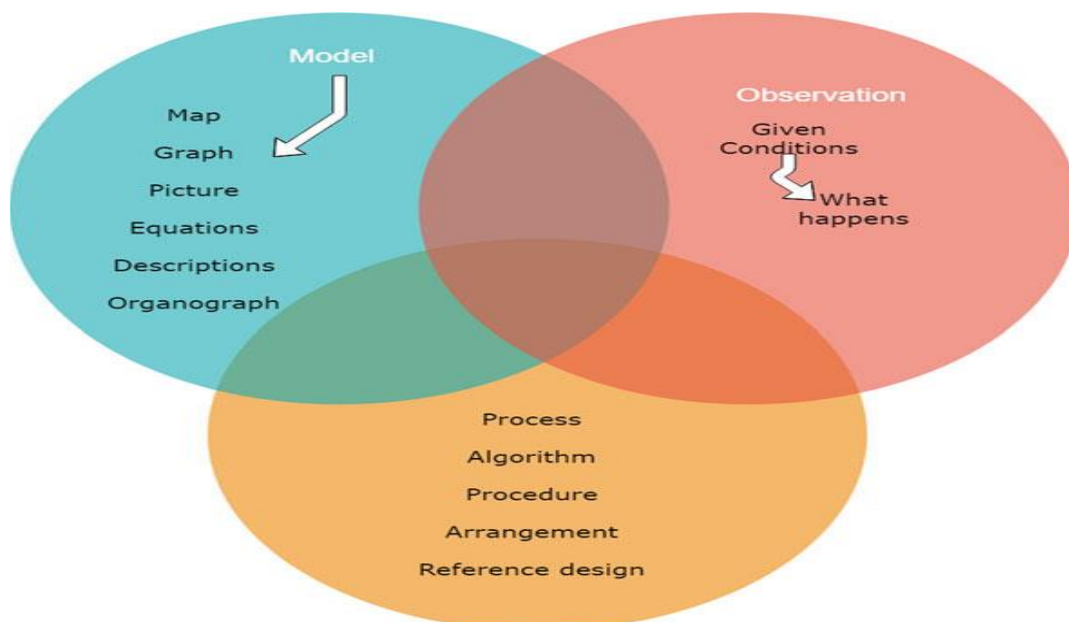 Model
Map
Graph
Picture
Equations
Descriptions
Organograph
Observation
Given
Conditions
What
happens
Process
Algorithm
Procedure
Arrangement
Reference design